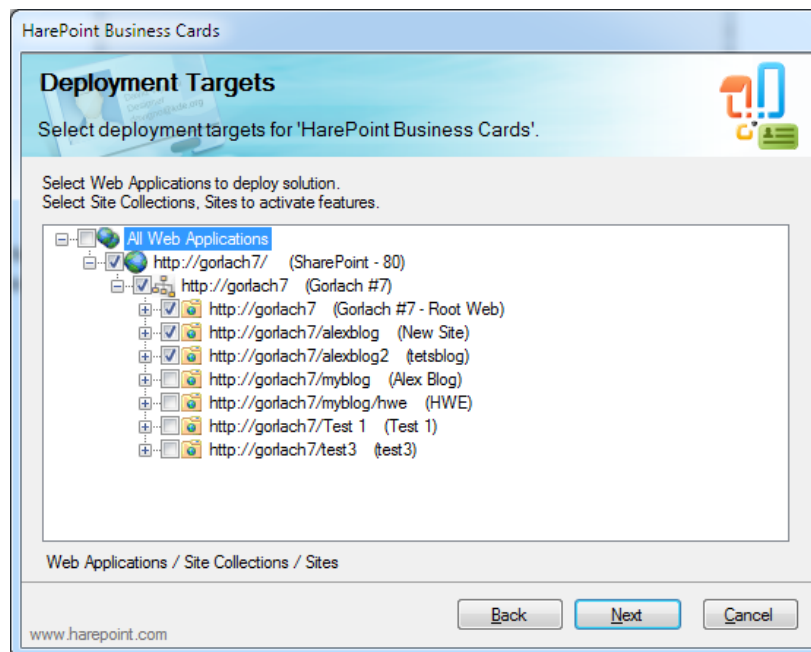 HarePoint Business Cards
Deployment Targets
Select deployment targets for 'HarePoint Business Cards'.
Select Web Applications to deploy solution.
Select Site Collections, Sites to activate features.
All Web Applications
http://gorlach7/ (SharePoint - 80)
http://gorlach7 (Gorlach #7)
http://gorlach7 (Gorlach #7 - Root Web)
http://gorlach7/alexblog (New Site)
http://gorlach7/alexblog2 (tetsblog)
http://gorlach7/myblog (Alex Blog)
http://gorlach7/myblog/hwe (HWE)
http://gorlach7/Test 1 (Test 1)
http://gorlach7/test3 (test3)
Web Applications / Site Collections / Sites
Back Next Cancel
www.harepoint.com